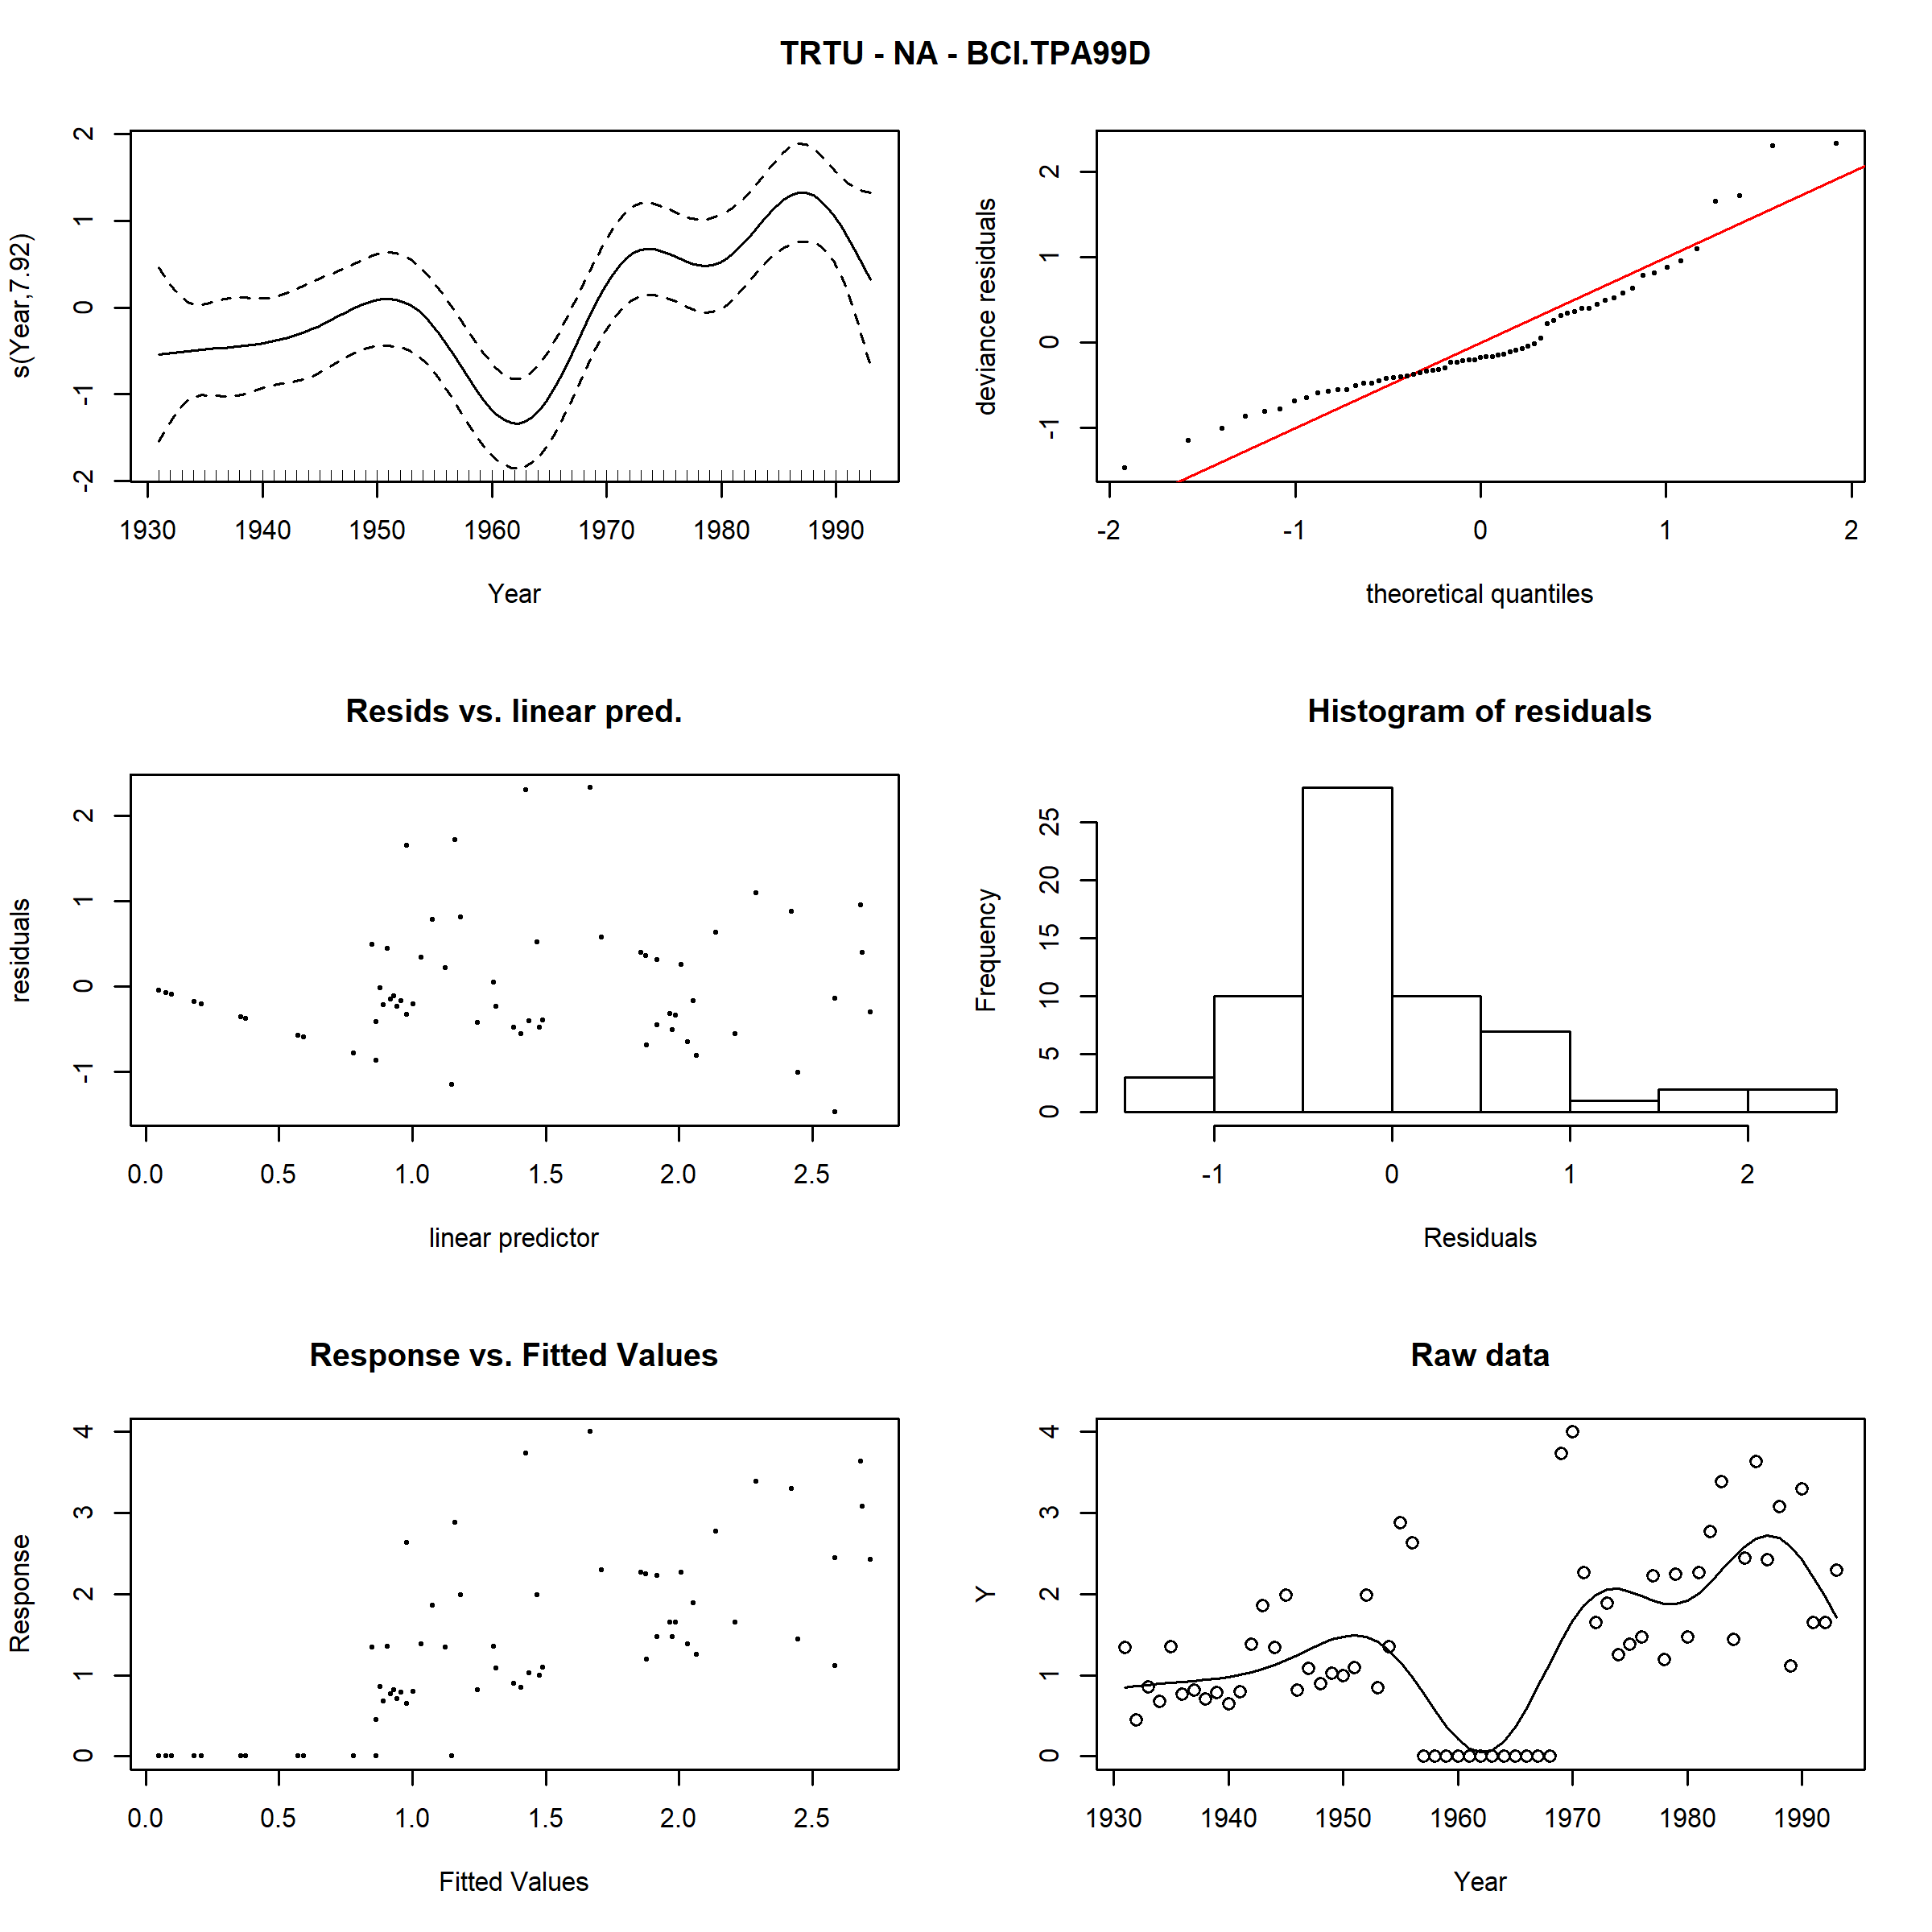 TRTU - NA - BCI.TPA99D
s(Year,7.92)
2
1
0
-1
-2
1930 1940 1950 1960 1970 1980 1990
Year
deviance residuals
2
1
0
-1
-2 -1 0 1 2
theoretical quantiles
Resids vs. linear pred.
residuals
2
1
0
-1
0.0 0.5 1.0 1.5 2.0 2.5
linear predictor
Histogram of residuals
Frequency
25
20
15
10
5
0
-1 0 1 2
Residuals
Response vs. Fitted Values
Response
4
3
2
1
0
0.0 0.5 1.0 1.5 2.0 2.5
Fitted Values
Raw data
Y
4
3
2
1
0
1930 1940 1950 1960 1970 1980 1990
Year